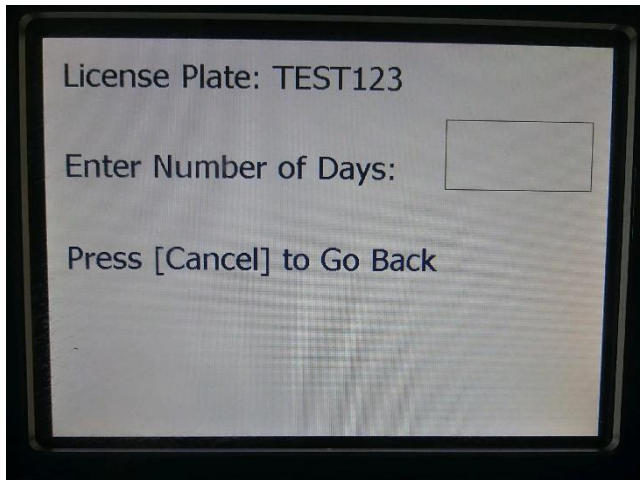 License Plate: TEST123
Enter Number of Days:
Press [Cancel] to Go Back